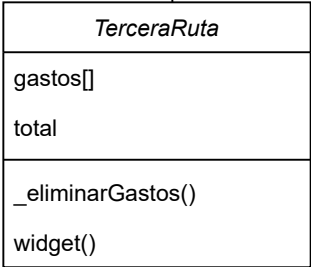 TerceraRuta
gastos[]
total
_eliminarGastos()
widget()